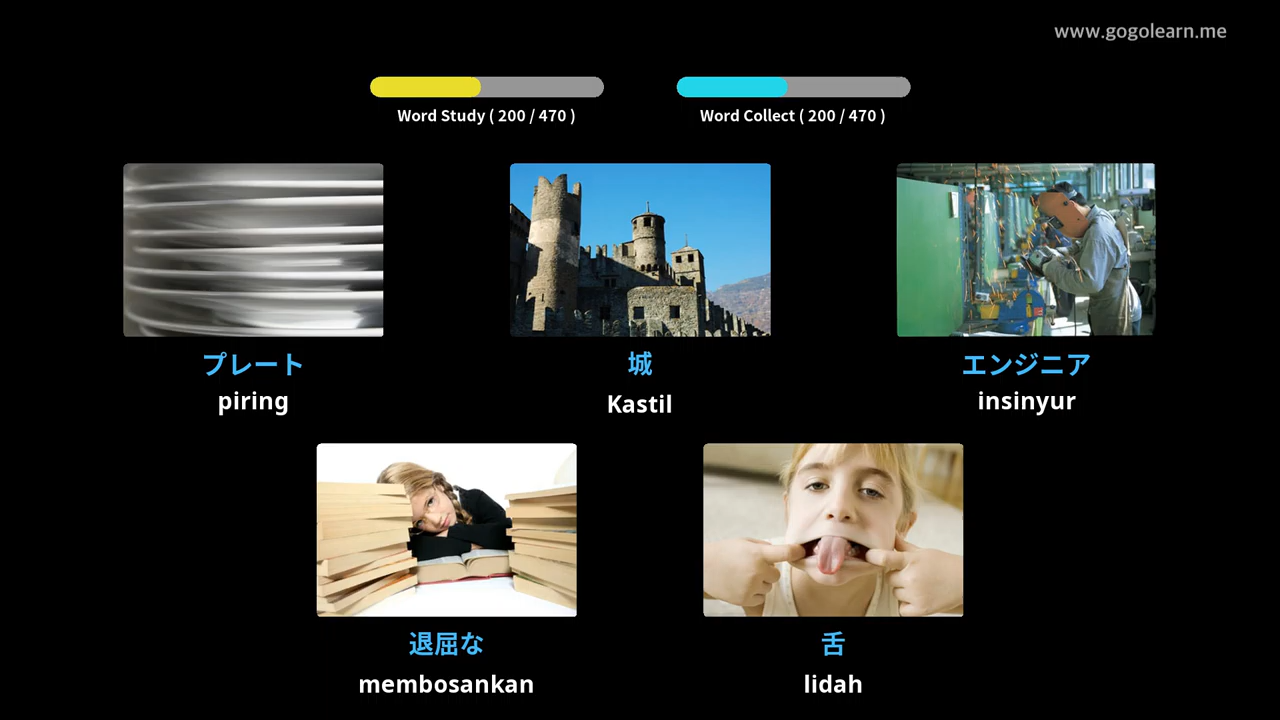 www.gogolearn.me
Word Study ( 200 / 470 )
Word Collect ( 200 / 470 )
プレート
城
エンジニア
piring
Kastil
insinyur
退屈な
舌
membosankan
lidah